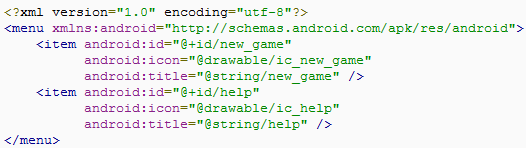 <?xml version="1.0" encoding="utf-8"?>
<menu xmlns:android="http://schemas.android.com/apk/res/android">
    <item android:id="@+id/new_game"
          android:icon="@drawable/ic_new_game"
          android:title="@string/new_game" />
    <item android:id="@+id/help"
          android:icon="@drawable/ic_help"
          android:title="@string/help" />
</menu>